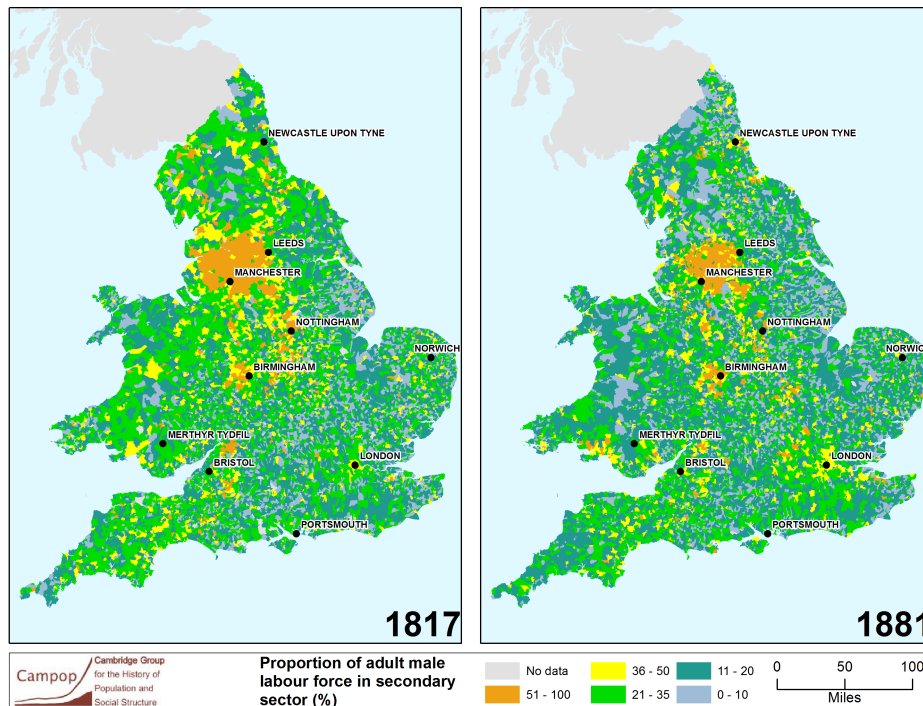 NEWCASTLE UPON TYNE
LEEDS
MANCHESTER
NOTTINGHAM
NORWICH
BIRMINGHAM
MERTHYR TYDFIL
BRISTOL
LONDON
PORTSMOUTH
1817
NEWCASTLE UPON TYNE
LEEDS
MANCHESTER
NOTTINGHAM
NORWIC
BIRMINGHAM
MERTHYR TYDFIL
BRISTOL
LONDON
PORTSMOUTH
1881
Campop
Cambridge Group
for the History of
Population and
Social Structure
Proportion of adult male
labour force in secondary
sector (%)
No data
51 - 100
36 - 50
21 - 35
11 - 20
0 - 10
0 50 100
Miles